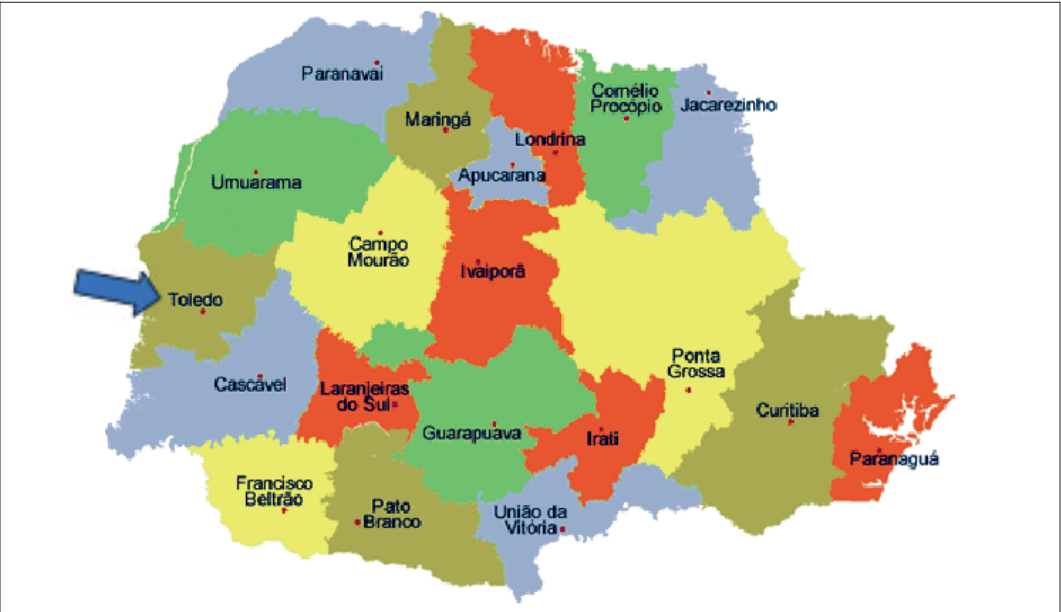 Paranavaí
Maringá
Londrina
Cornélio
Procópio
Jacarezinho
Apucarana
Umuarama
Campo
Mourão
Ivaiporã
Toledo
Cascavel
Laranjeiras
do Sul
Guarapuava
Irati
Ponta
Grossa
Curitiba
Paranaguá
Francisco
Beltrão
Pato
Branco
União da
Vitória